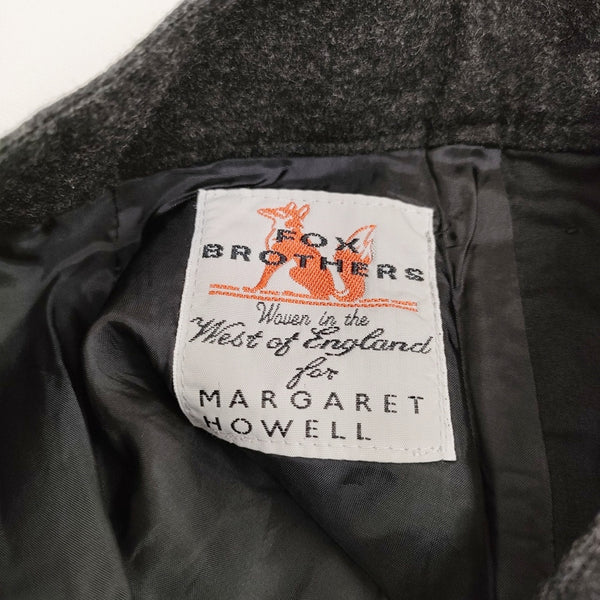 FOX
BROTHERS
Woven in the
West of England
for
MARGARET
HOWELL